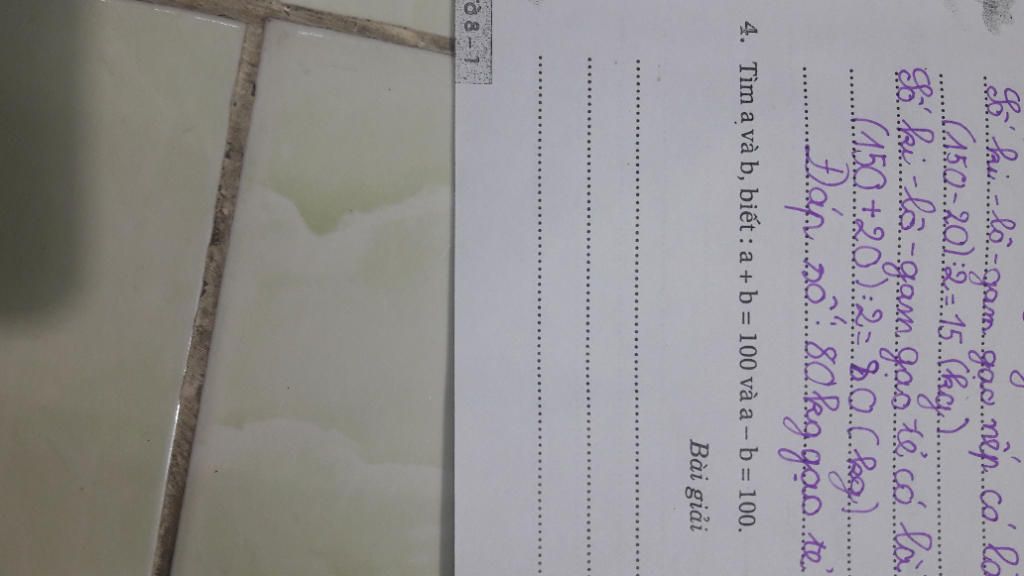 Số ki-lô-gam gạo nếp có là
(150-20):2=15 (kg)
Số ki-lô-gam gạo tẻ có là
(150+20):2=80 (kg)
Đáp số: 80kg gạo tẻ
4. Tìm a và b, biết : a + b = 100 và a – b = 100.
Bài giải